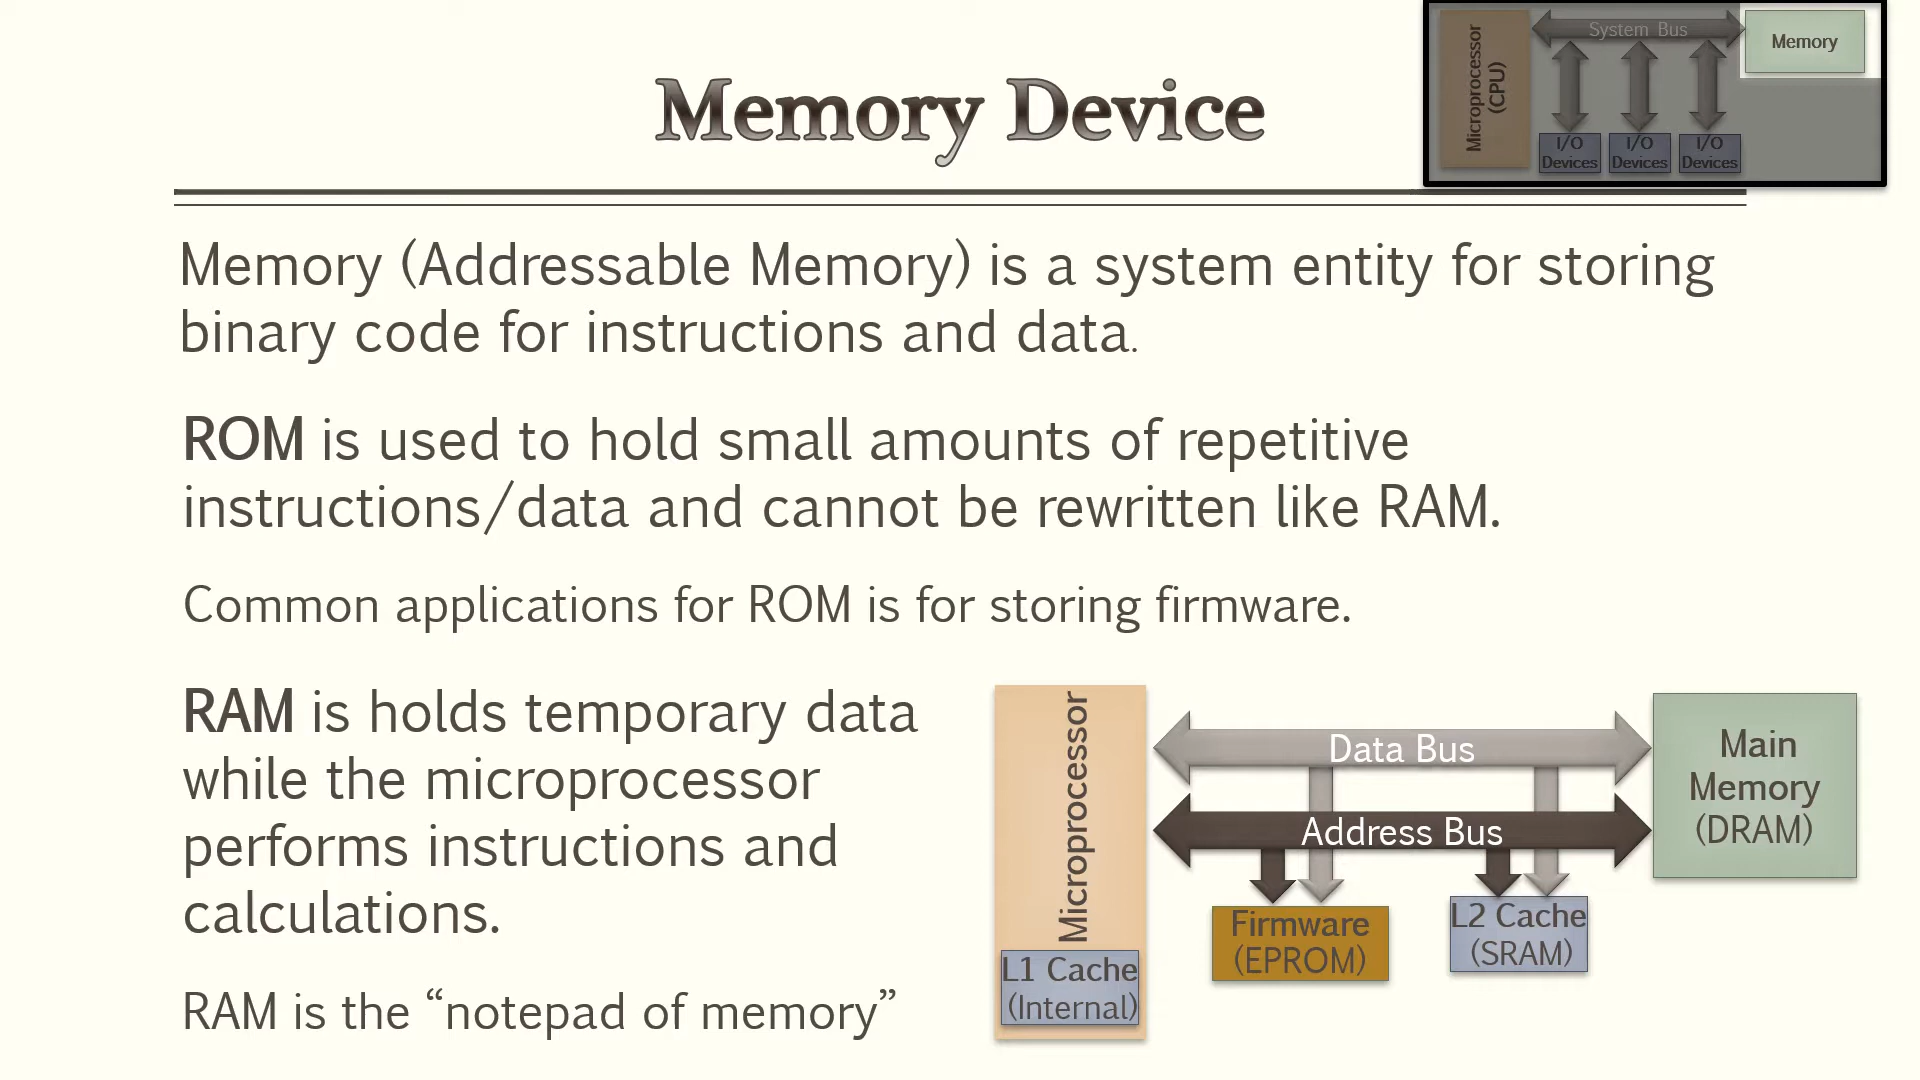 Memory Device
Microprocessor
(CPU)
System Bus
Memory
I/O
Devices
I/O
Devices
I/O
Devices
Memory (Addressable Memory) is a system entity for storing
binary code for instructions and data.
ROM is used to hold small amounts of repetitive
instructions/data and cannot be rewritten like RAM.
Common applications for ROM is for storing firmware.
RAM is holds temporary data
while the microprocessor
performs instructions and
calculations.
RAM is the “notepad of memory”
Microprocessor
L1 Cache
(Internal)
Data Bus
Address Bus
Firmware
(EPROM)
L2 Cache
(SRAM)
Main
Memory
(DRAM)